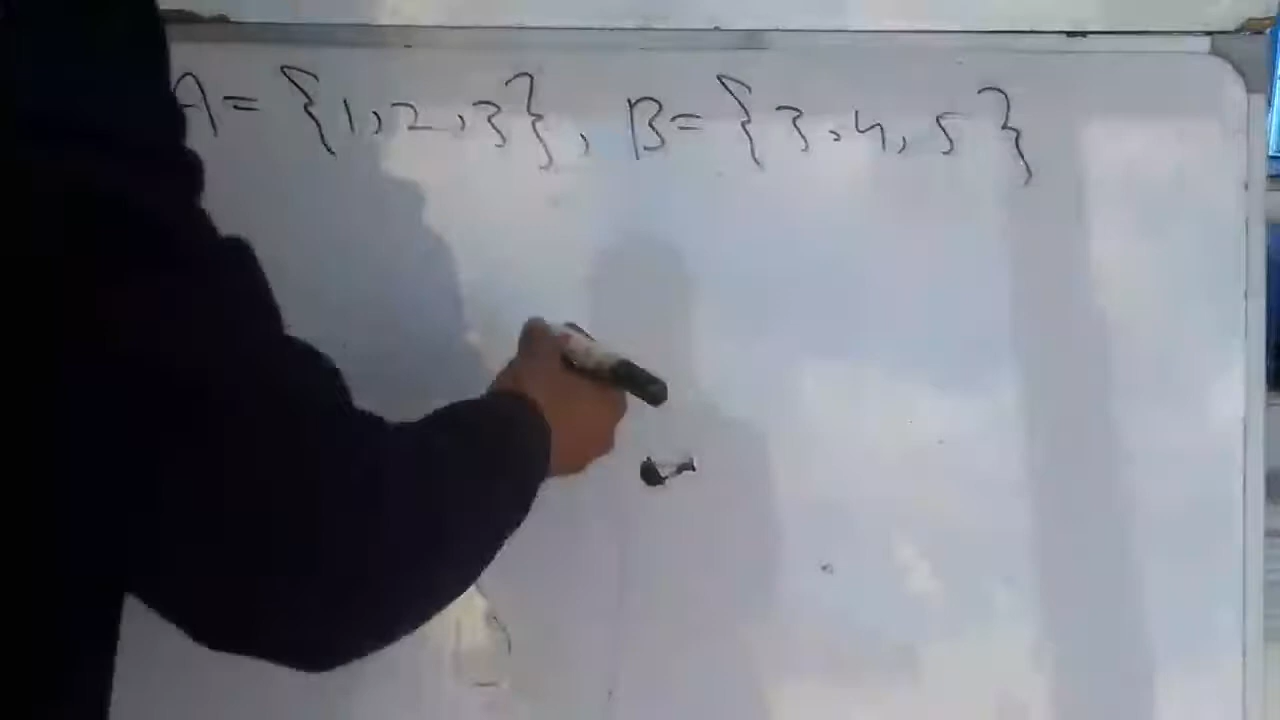 A = {1, 2, 3}, B = {3, 4, 5}